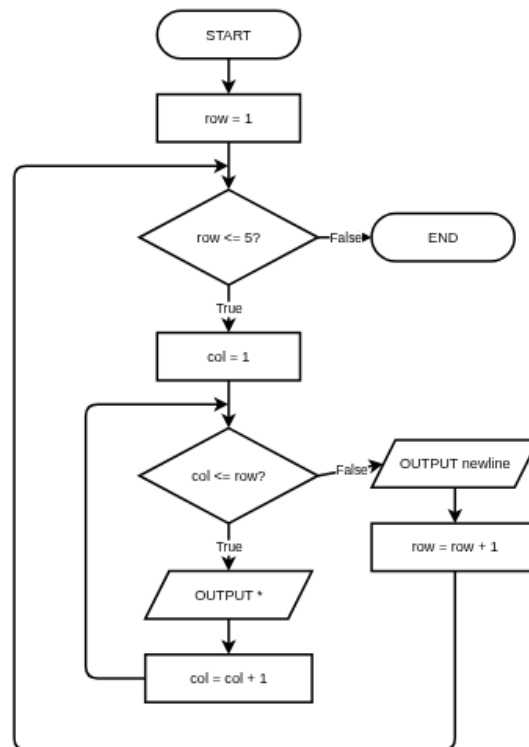 START
row = 1
row <= 5?
False
END
True
col = 1
col <= row?
False
OUTPUT newline
True
row = row + 1
OUTPUT *
col = col + 1